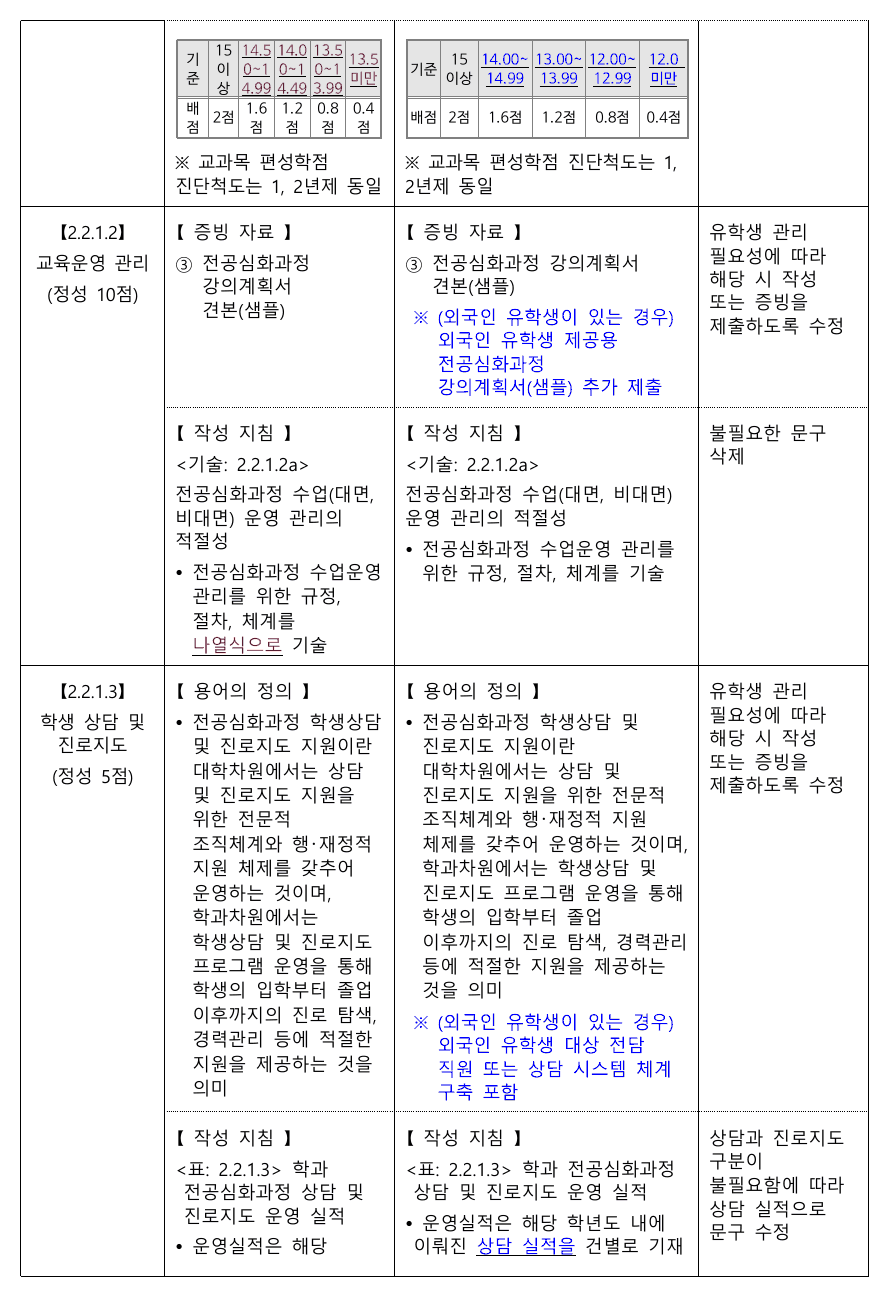 기준 15이상 14.50~14.99 14.00~14.49 13.50~13.99 13.5미만
배점 2점 1.6점 1.2점 0.8점 0.4점
※ 교과목 편성학점
진단척도는 1, 2년제 동일
기준 15이상 14.00~14.99 13.00~13.99 12.00~12.99 12.0미만
배점 2점 1.6점 1.2점 0.8점 0.4점
※ 교과목 편성학점 진단척도는 1,
2년제 동일
【2.2.1.2】
교육운영 관리
(정성 10점)
【 증빙 자료 】
③ 전공심화과정
강의계획서
견본(샘플)
【 증빙 자료 】
③ 전공심화과정 강의계획서
견본(샘플)
※ (외국인 유학생이 있는 경우)
외국인 유학생 제공용
전공심화과정
강의계획서(샘플) 추가 제출
유학생 관리
필요성에 따라
해당 시 작성
또는 증빙을
제출하도록 수정
【 작성 지침 】
<기술: 2.2.1.2a>
전공심화과정 수업(대면,
비대면) 운영 관리의
적절성
• 전공심화과정 수업운영
관리를 위한 규정,
절차, 체계를
나열식으로 기술
【 작성 지침 】
<기술: 2.2.1.2a>
전공심화과정 수업(대면, 비대면)
운영 관리의 적절성
• 전공심화과정 수업운영 관리를
위한 규정, 절차, 체계를 기술
불필요한 문구
삭제
【2.2.1.3】
학생 상담 및
진로지도
(정성 5점)
【 용어의 정의 】
• 전공심화과정 학생상담
및 진로지도 지원이란
대학차원에서는 상담
및 진로지도 지원을
위한 전문적
조직체계와 행·재정적
지원 체제를 갖추어
운영하는 것이며,
학과차원에서는
학생상담 및 진로지도
프로그램 운영을 통해
학생의 입학부터 졸업
이후까지의 진로 탐색,
경력관리 등에 적절한
지원을 제공하는 것을
의미
【 용어의 정의 】
• 전공심화과정 학생상담 및
진로지도 지원이란
대학차원에서는 상담 및
진로지도 지원을 위한 전문적
조직체계와 행·재정적 지원
체제를 갖추어 운영하는 것이며,
학과차원에서는 학생상담 및
진로지도 프로그램 운영을 통해
학생의 입학부터 졸업
이후까지의 진로 탐색, 경력관리
등에 적절한 지원을 제공하는
것을 의미
※ (외국인 유학생이 있는 경우)
외국인 유학생 대상 전담
직원 또는 상담 시스템 체계
구축 포함
유학생 관리
필요성에 따라
해당 시 작성
또는 증빙을
제출하도록 수정
【 작성 지침 】
<표: 2.2.1.3> 학과
전공심화과정 상담 및
진로지도 운영 실적
• 운영실적은 해당
【 작성 지침 】
<표: 2.2.1.3> 학과 전공심화과정
상담 및 진로지도 운영 실적
• 운영실적은 해당 학년도 내에
이뤄진 상담 실적을 건별로 기재
상담과 진로지도
구분이
불필요함에 따라
상담 실적으로
문구 수정